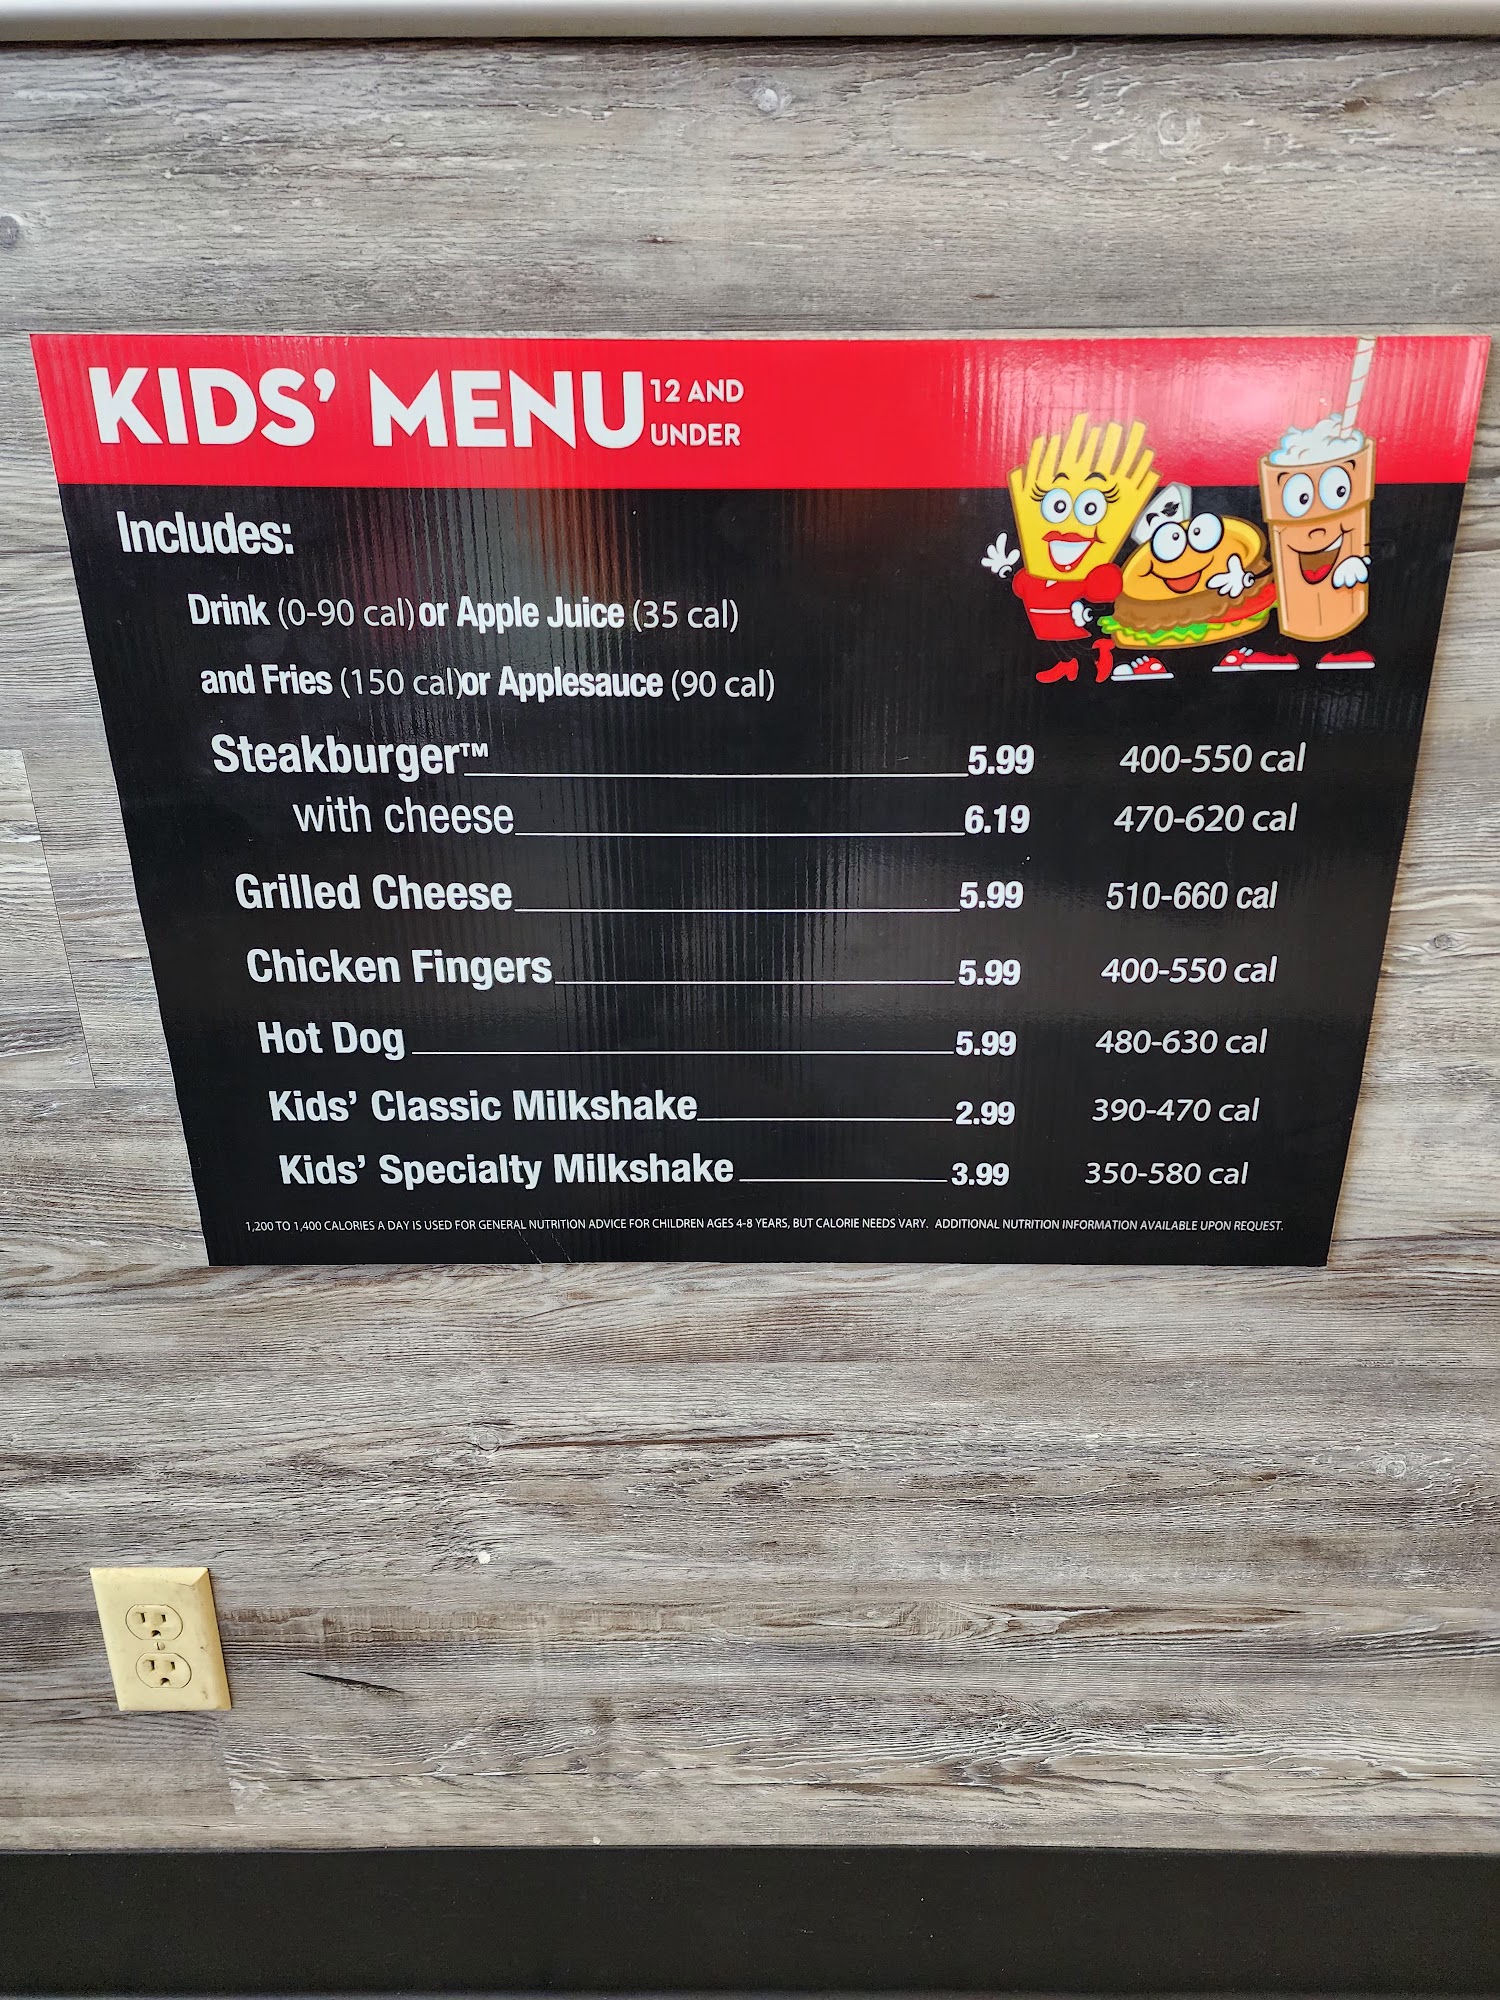 KIDS' MENU 12 AND UNDER
Includes:
Drink (0-90 cal) or Apple Juice (35 cal)
and Fries (150 cal) or Applesauce (90 cal)
Steakburger™ 5.99 400-550 cal
with cheese 6.19 470-620 cal
Grilled Cheese 5.99 510-660 cal
Chicken Fingers 5.99 400-550 cal
Hot Dog 5.99 480-630 cal
Kids' Classic Milkshake 2.99 390-470 cal
Kids' Specialty Milkshake 3.99 350-580 cal
1,200 TO 1,400 CALORIES A DAY IS USED FOR GENERAL NUTRITION ADVICE FOR CHILDREN AGES 4-8 YEARS, BUT CALORIE NEEDS VARY. ADDITIONAL NUTRITION INFORMATION AVAILABLE UPON REQUEST.